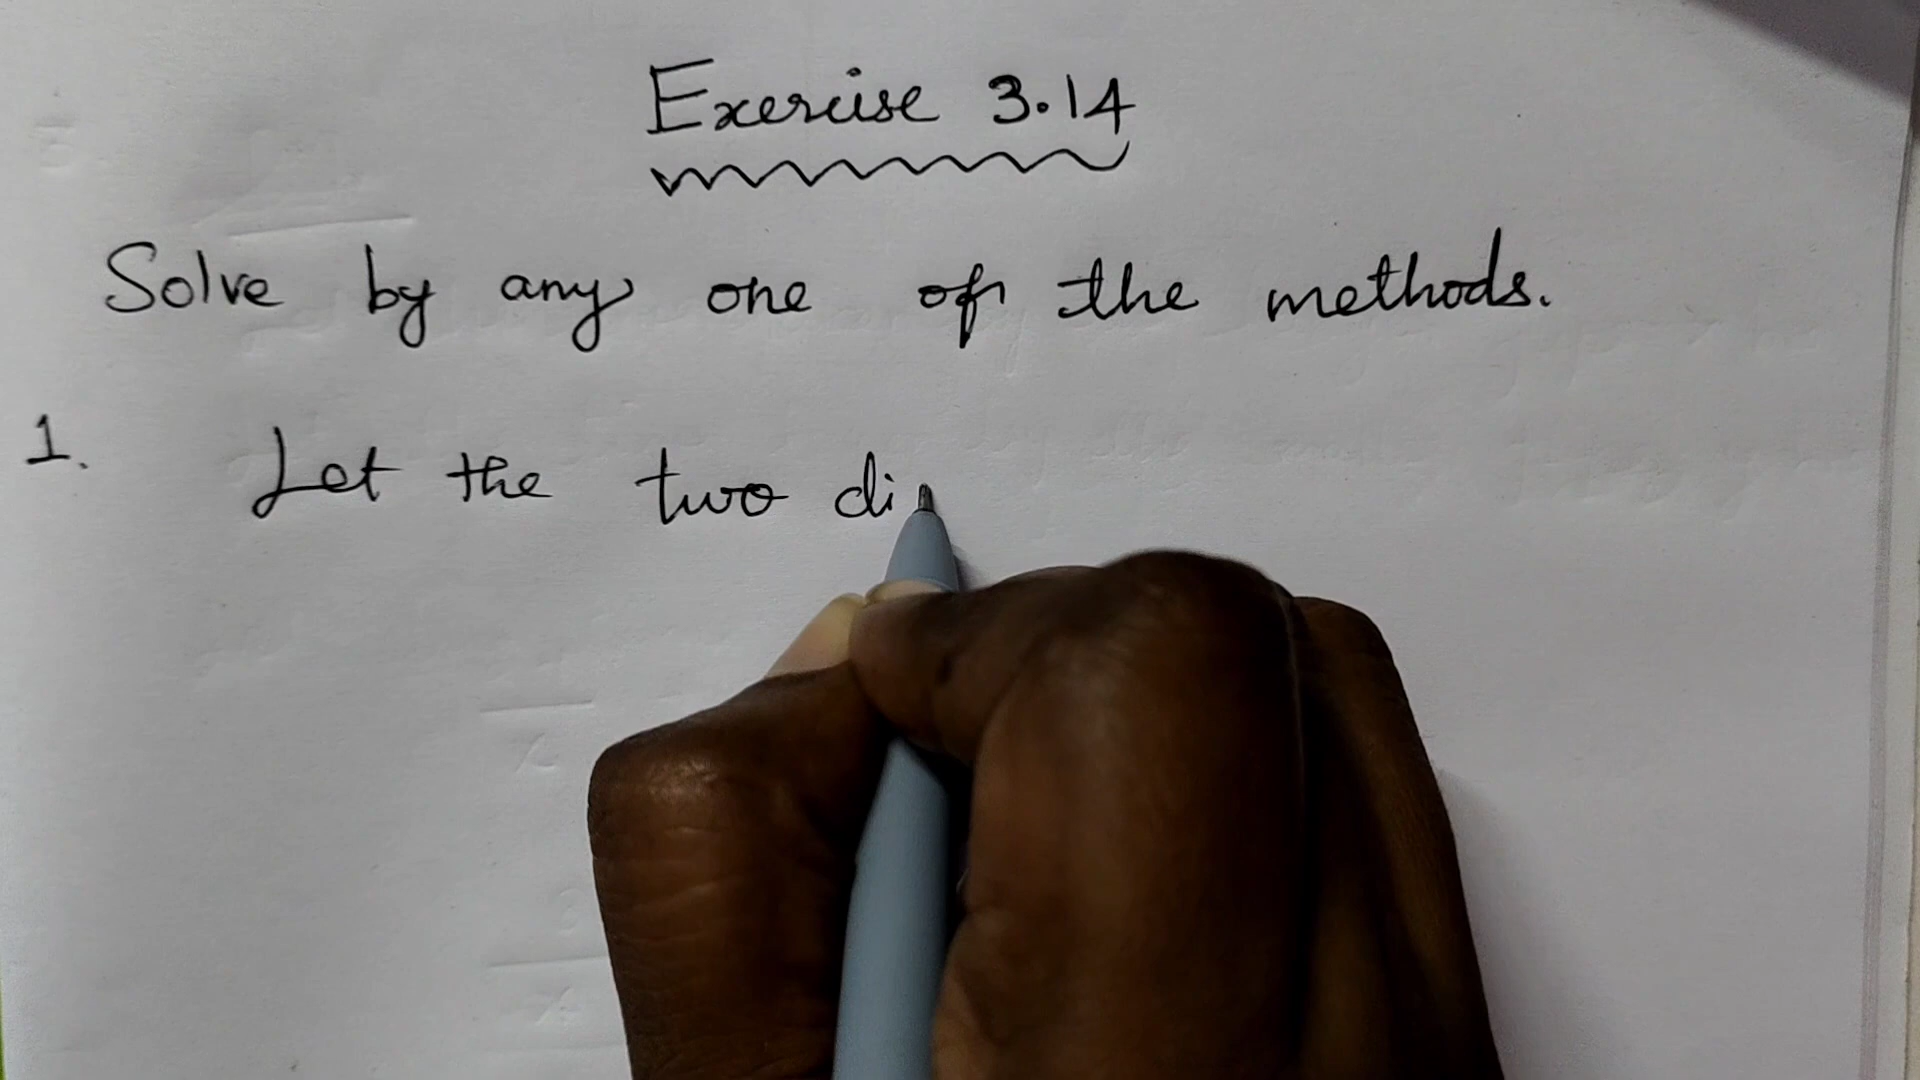 Exercise 3.14
Solve by any one of the methods.
1. Let the two di